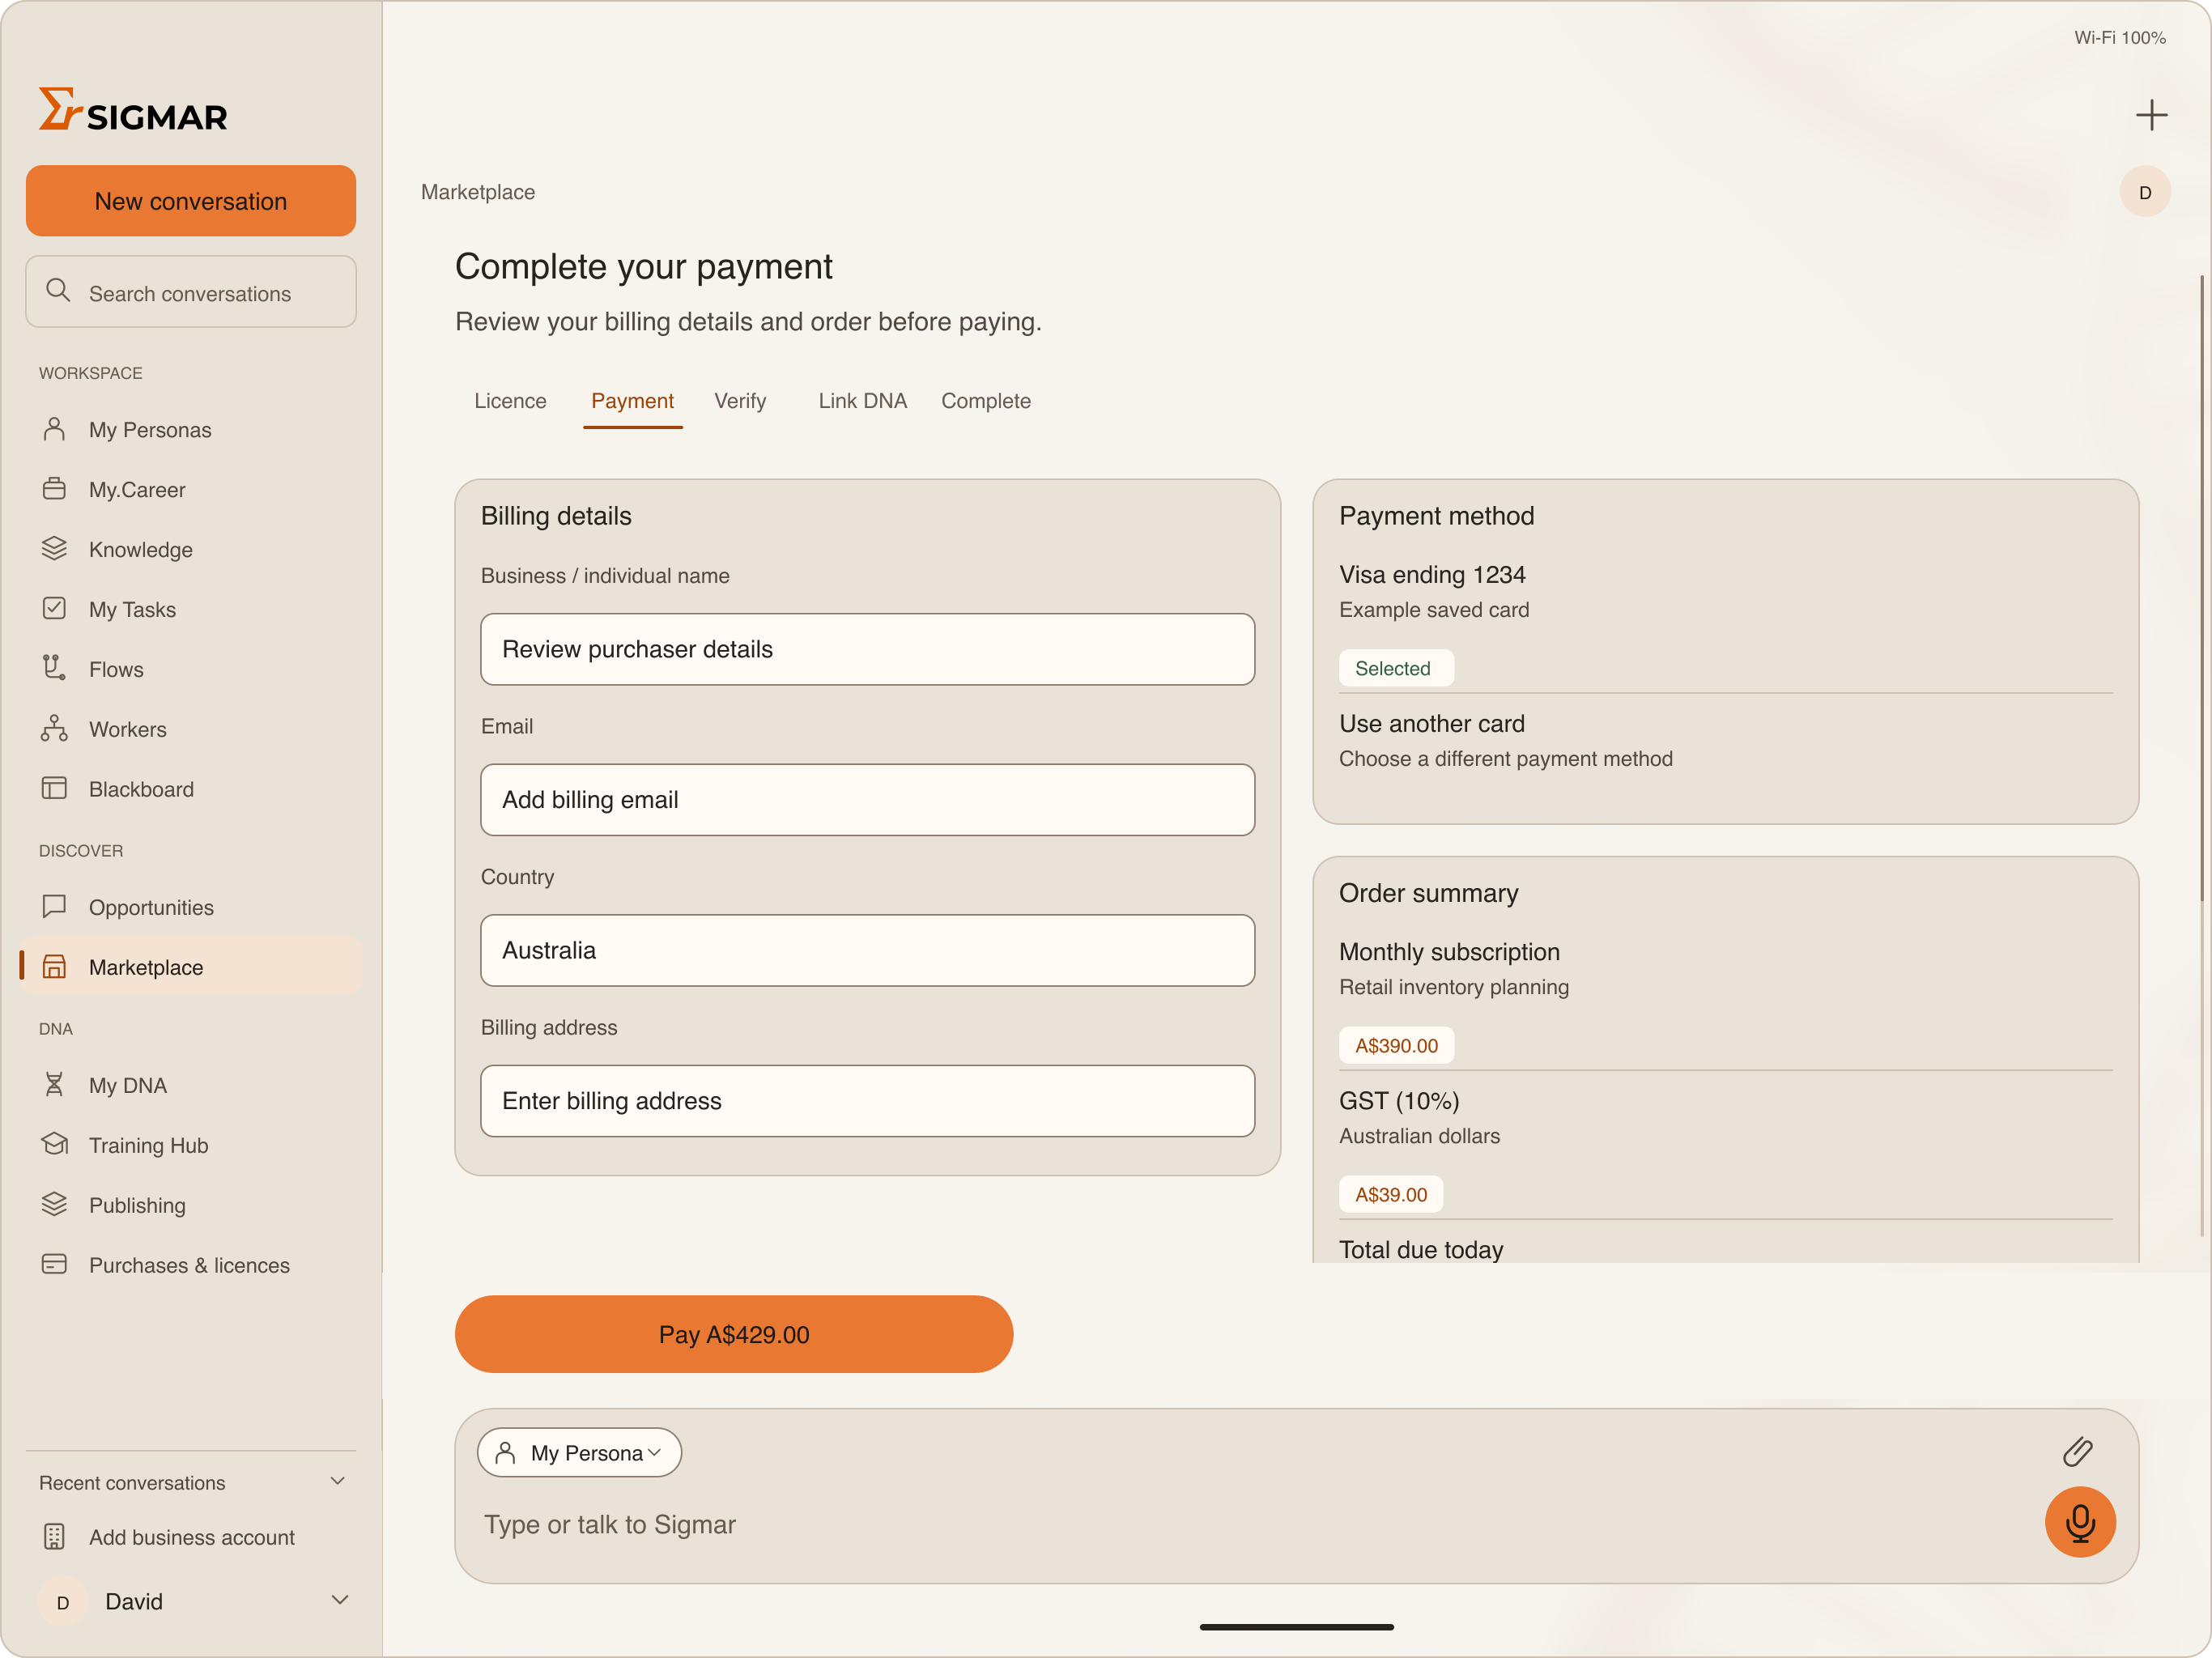 Wi-Fi 100%
Σr SIGMAR
New conversation
Search conversations
WORKSPACE
My Personas
My.Career
Knowledge
My Tasks
Flows
Workers
Blackboard
DISCOVER
Opportunities
Marketplace
DNA
My DNA
Training Hub
Publishing
Purchases & licences
Recent conversations
Add business account
D
David
Marketplace
D
Complete your payment
Review your billing details and order before paying.
Licence Payment Verify Link DNA Complete
Billing details
Business / individual name
Review purchaser details
Email
Add billing email
Country
Australia
Billing address
Enter billing address
Payment method
Visa ending 1234
Example saved card
Selected
Use another card
Choose a different payment method
Order summary
Monthly subscription
Retail inventory planning
A$390.00
GST (10%)
Australian dollars
A$39.00
Total due today
Pay A$429.00
My Persona
Type or talk to Sigmar